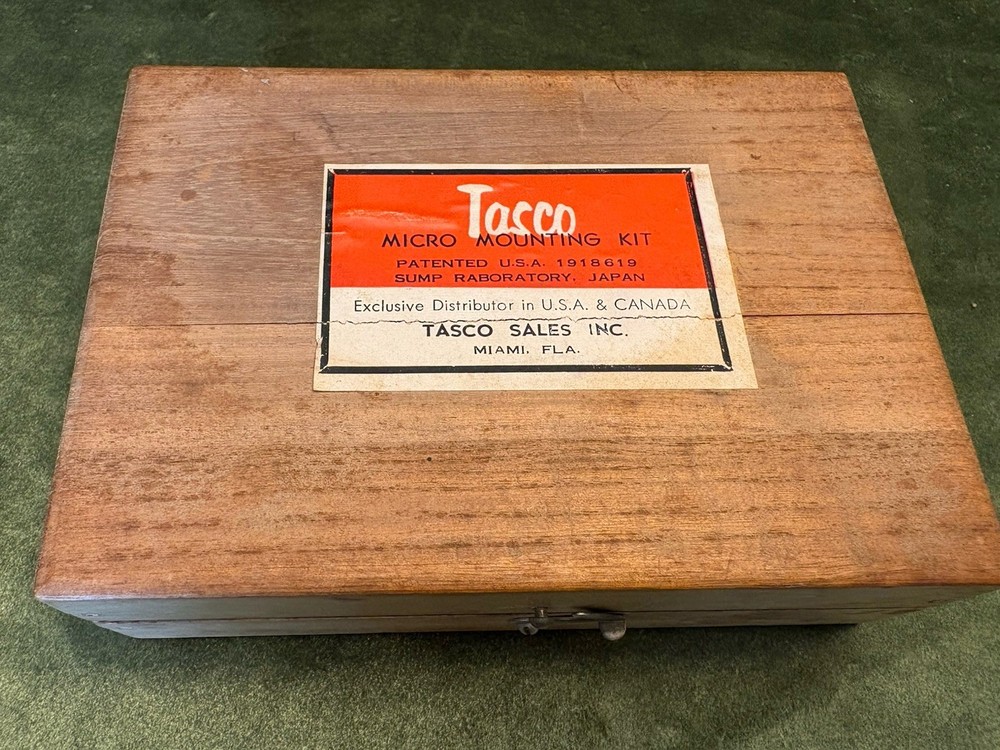 Tasco
MICRO MOUNTING KIT
PATENTED U.S.A. 1918619
SUMP RABORATORY, JAPAN
Exclusive Distributor in U.S.A. & CANADA
TASCO SALES INC.
MIAMI, FLA.